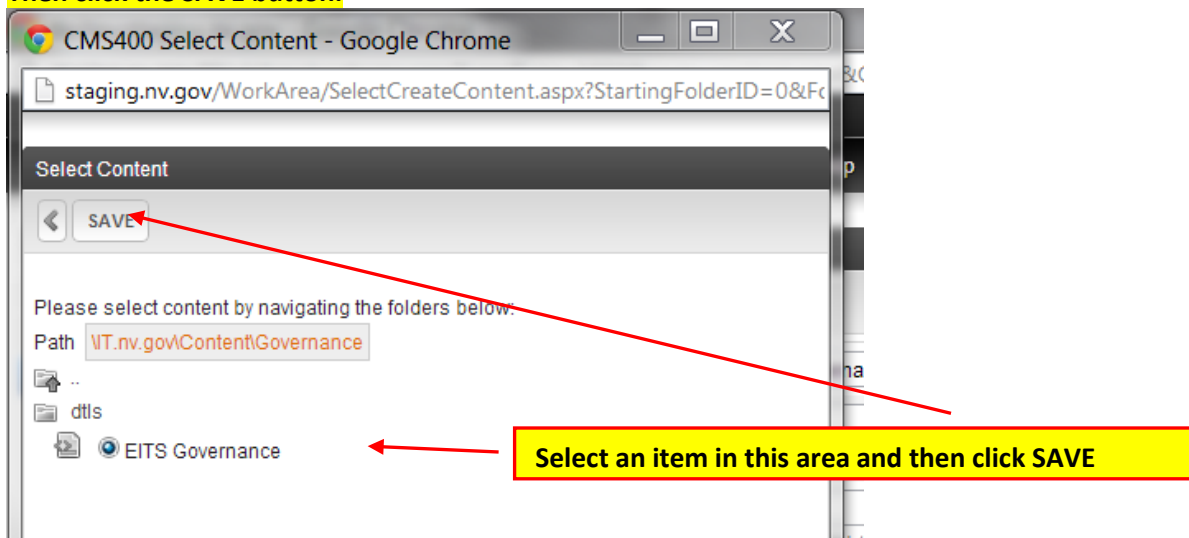 CMS400 Select Content - Google Chrome
staging.nv.gov/WorkArea/SelectCreateContent.aspx?StartingFolderID=0&Fo
Select Content
SAVE
Please select content by navigating the folders below:
Path \IT.nv.gov\Content\Governance
..
dtls
EITS Governance
Select an item in this area and then click SAVE